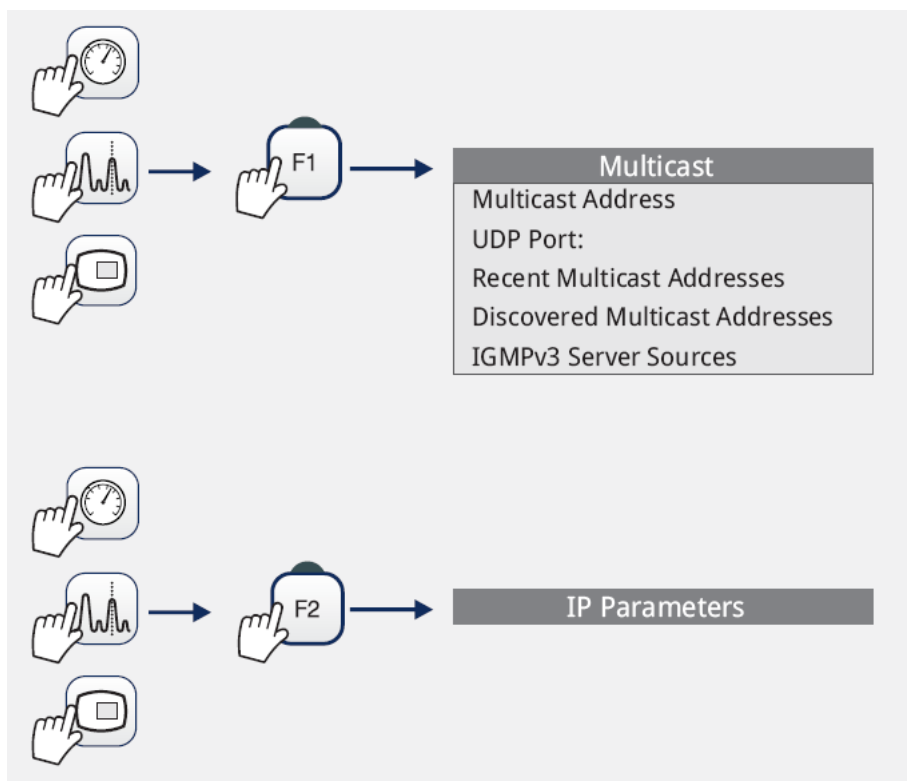 F1
Multicast
Multicast Address
UDP Port:
Recent Multicast Addresses
Discovered Multicast Addresses
IGMPv3 Server Sources
F2
IP Parameters